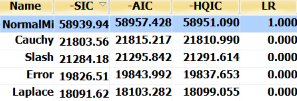 Name -SIC -AIC -HQIC LR
NormalMi 58939.94 58957.428 58951.090 1.000
Cauchy 21803.56 21815.217 21810.990 0.000
Slash 21284.18 21295.842 21291.614 0.000
Error 19826.51 19843.992 19837.653 0.000
Laplace 18091.62 18103.282 18099.055 0.000